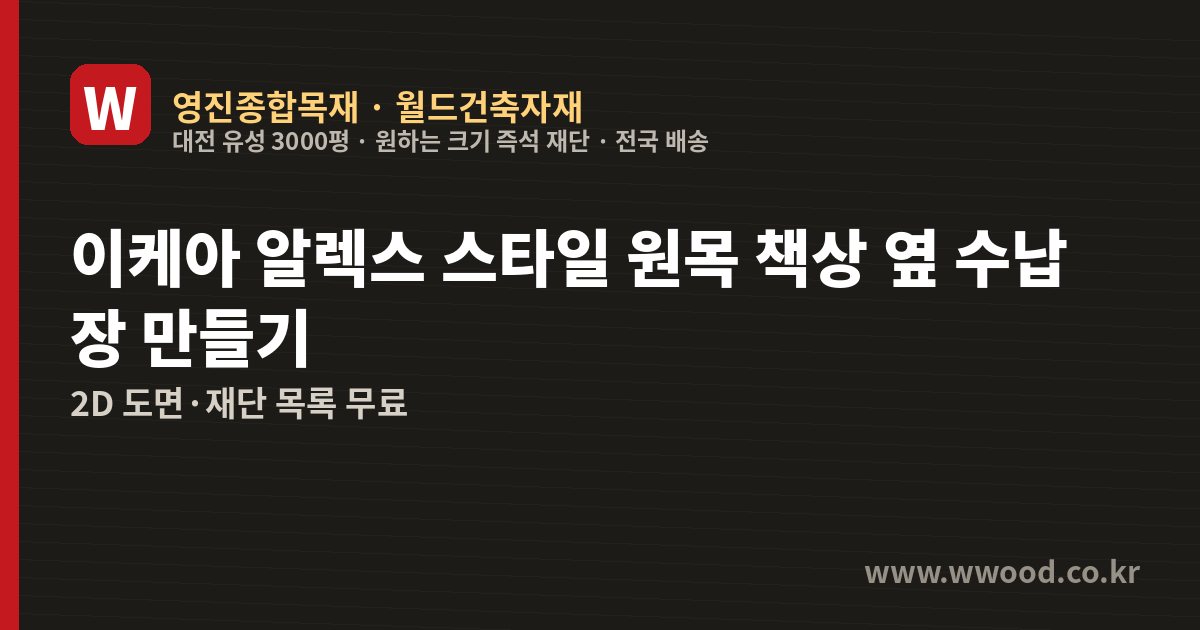 W
영진종합목재 · 월드건축자재
대전 유성 3000평 · 원하는 크기 즉석 재단 · 전국 배송
이케아 알렉스 스타일 원목 책상 옆 수납
장 만들기
2D 도면·재단 목록 무료
www.wwood.co.kr